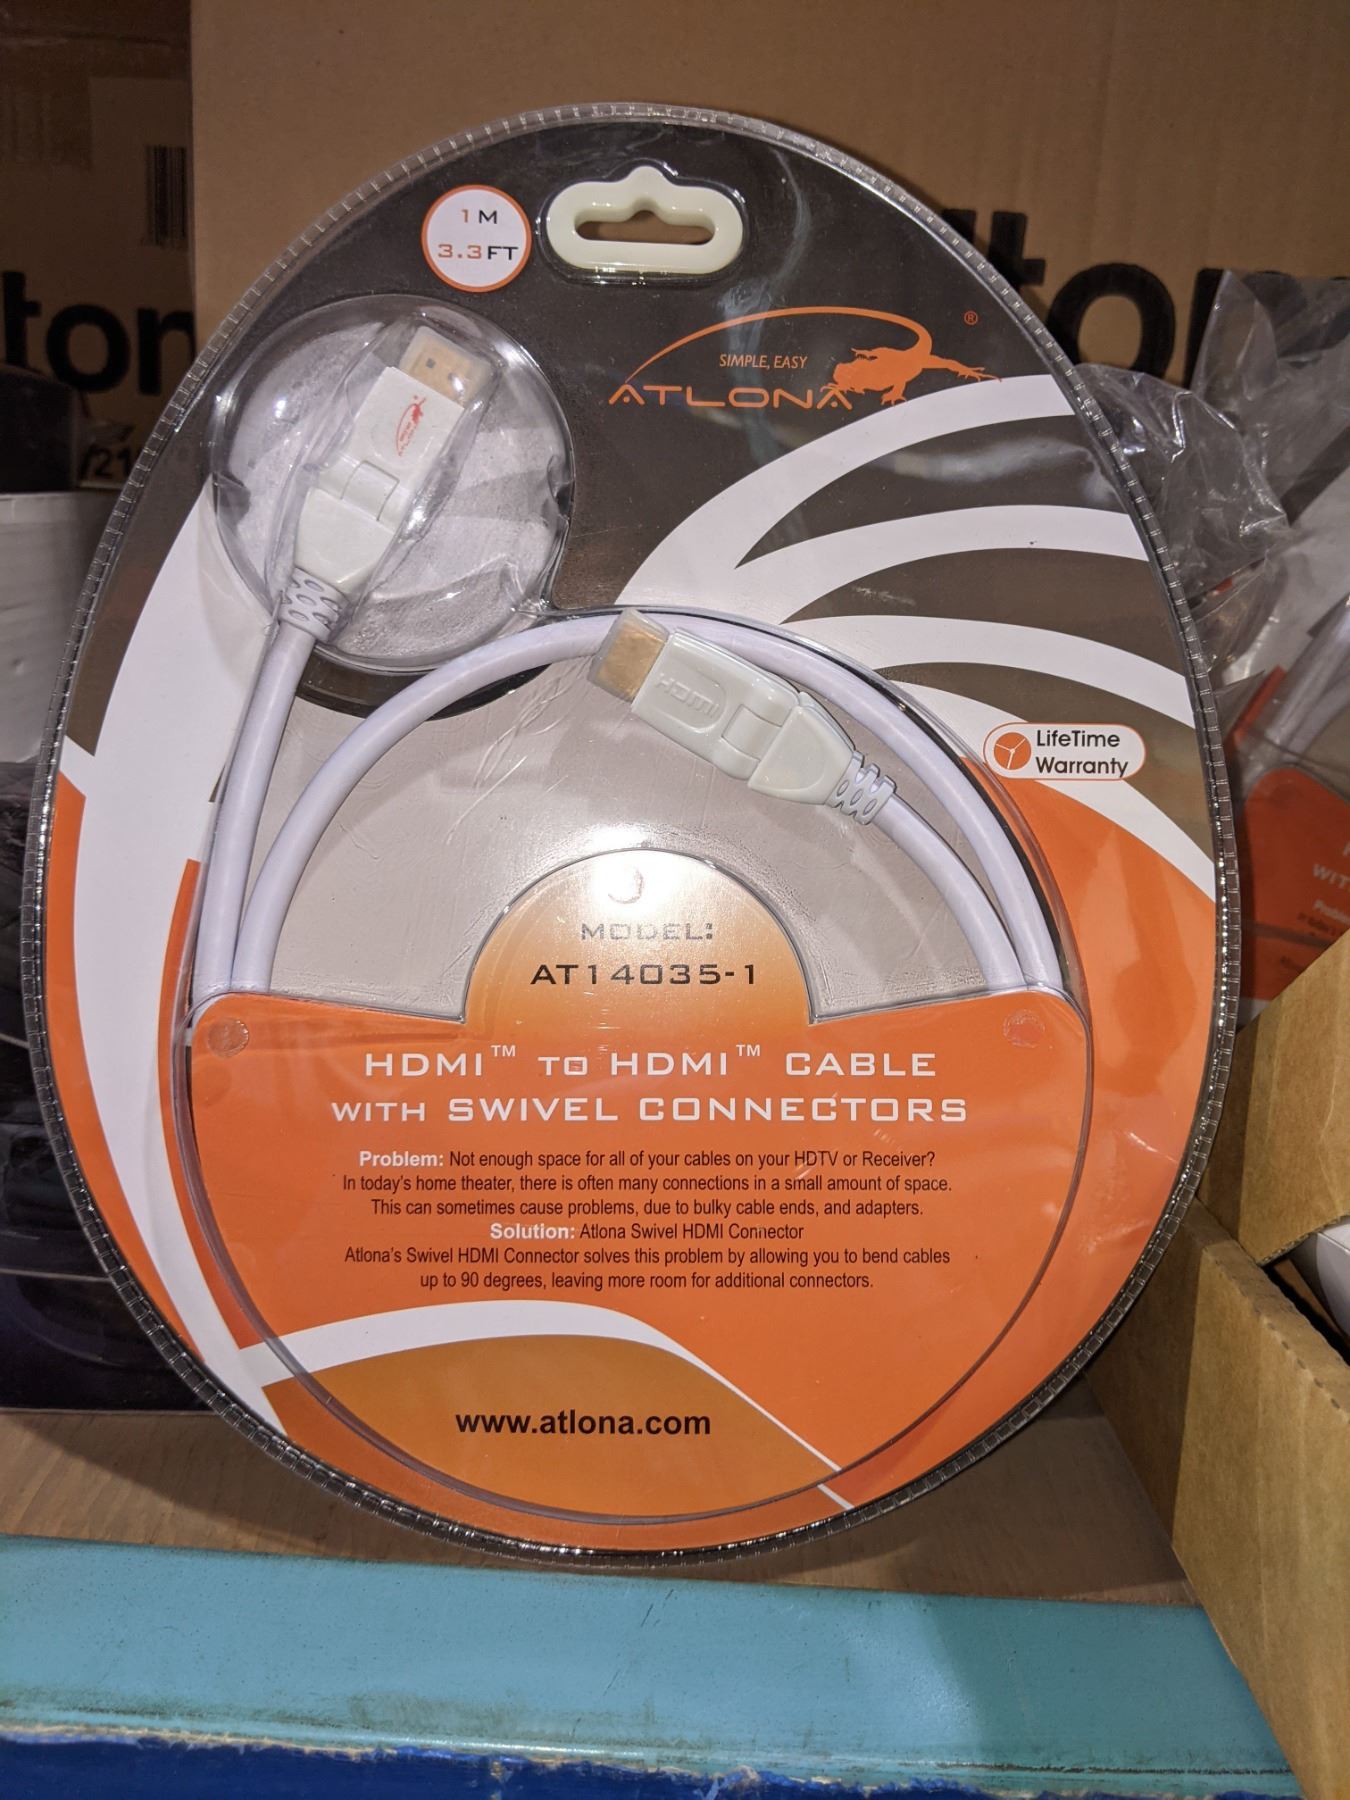 1 M
3.3 FT
SIMPLE, EASY
ATLONA®
LifeTime
Warranty
HDMI
MODEL:
AT14035-1
HDMI™ TO HDMI™ CABLE
WITH SWIVEL CONNECTORS
Problem: Not enough space for all of your cables on your HDTV or Receiver?
In today's home theater, there is often many connections in a small amount of space.
This can sometimes cause problems, due to bulky cable ends, and adapters.
Solution: Atlona Swivel HDMI Connector
Atlona's Swivel HDMI Connector solves this problem by allowing you to bend cables
up to 90 degrees, leaving more room for additional connectors.
www.atlona.com